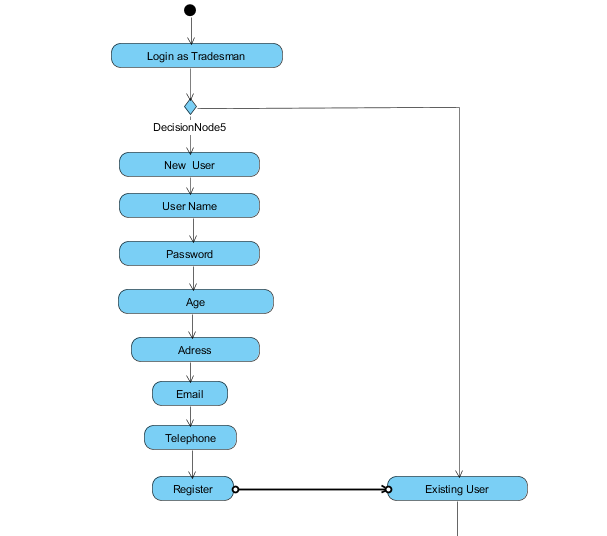 Login as Tradesman
DecisionNode5
New User
User Name
Password
Age
Adress
Email
Telephone
Register
Existing User